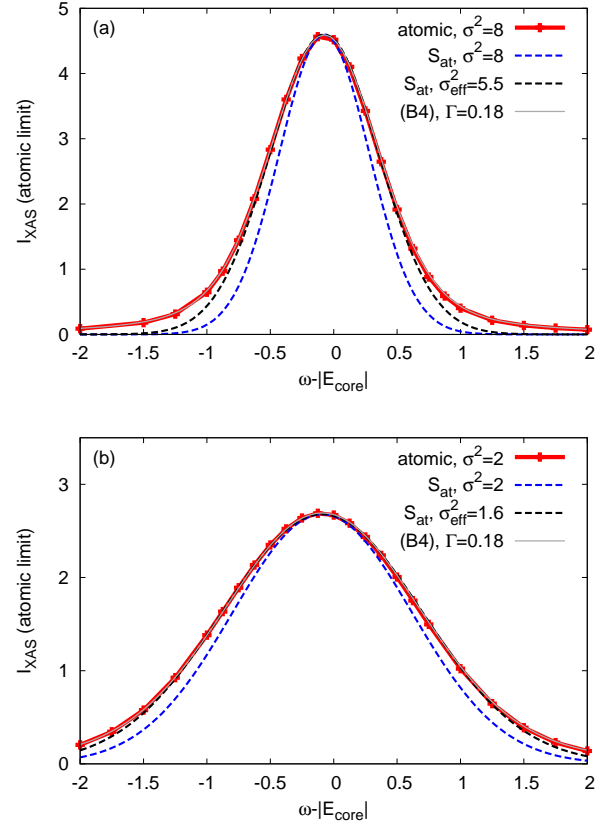 (a)
atomic, σ²=8
S_at, σ²=8
S_at, σ²_eff=5.5
(B4), Γ=0.18
5
4
3
2
1
0
I_XAS (atomic limit)
-2 -1.5 -1 -0.5 0 0.5 1 1.5 2
ω-|E_core|
(b)
atomic, σ²=2
S_at, σ²=2
S_at, σ²_eff=1.6
(B4), Γ=0.18
3
2
1
0
I_XAS (atomic limit)
-2 -1.5 -1 -0.5 0 0.5 1 1.5 2
ω-|E_core|